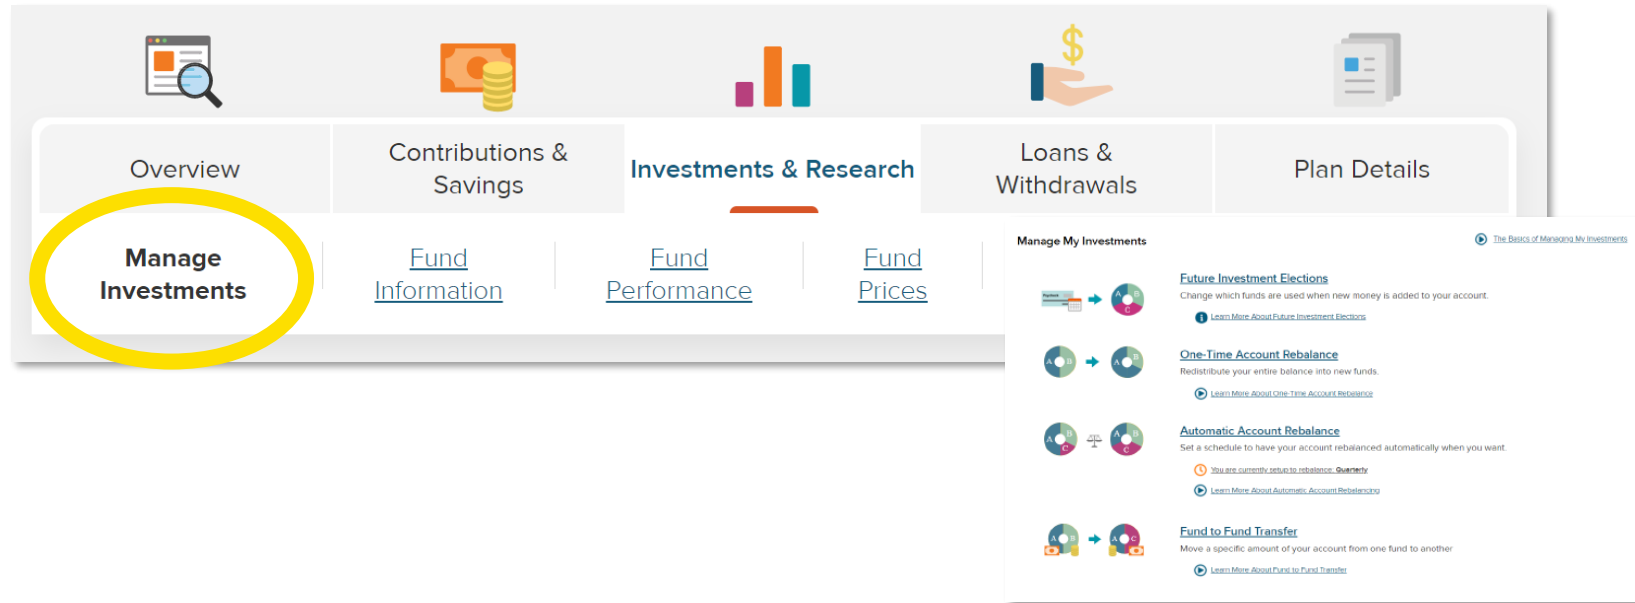 Overview
Contributions &
Savings
Investments & Research
Loans &
Withdrawals
Plan Details
Manage
Investments
Fund
Information
Fund
Performance
Fund
Prices
Manage My Investments
The Basics of Managing My Investments
Future Investment Elections
Change which funds are used when new money is added to your account.
Learn More About Future Investment Elections
One-Time Account Rebalance
Redistribute your entire balance into new funds.
Learn More About One-Time Account Rebalance
Automatic Account Rebalance
Set a schedule to have your account rebalanced automatically when you want.
You are currently setup to rebalance: Quarterly
Learn More About Automatic Account Rebalancing
Fund to Fund Transfer
Move a specific amount of your account from one fund to another
Learn More About Fund to Fund Transfer
A B C
A B
A B
A B C
A B C
A B
A C